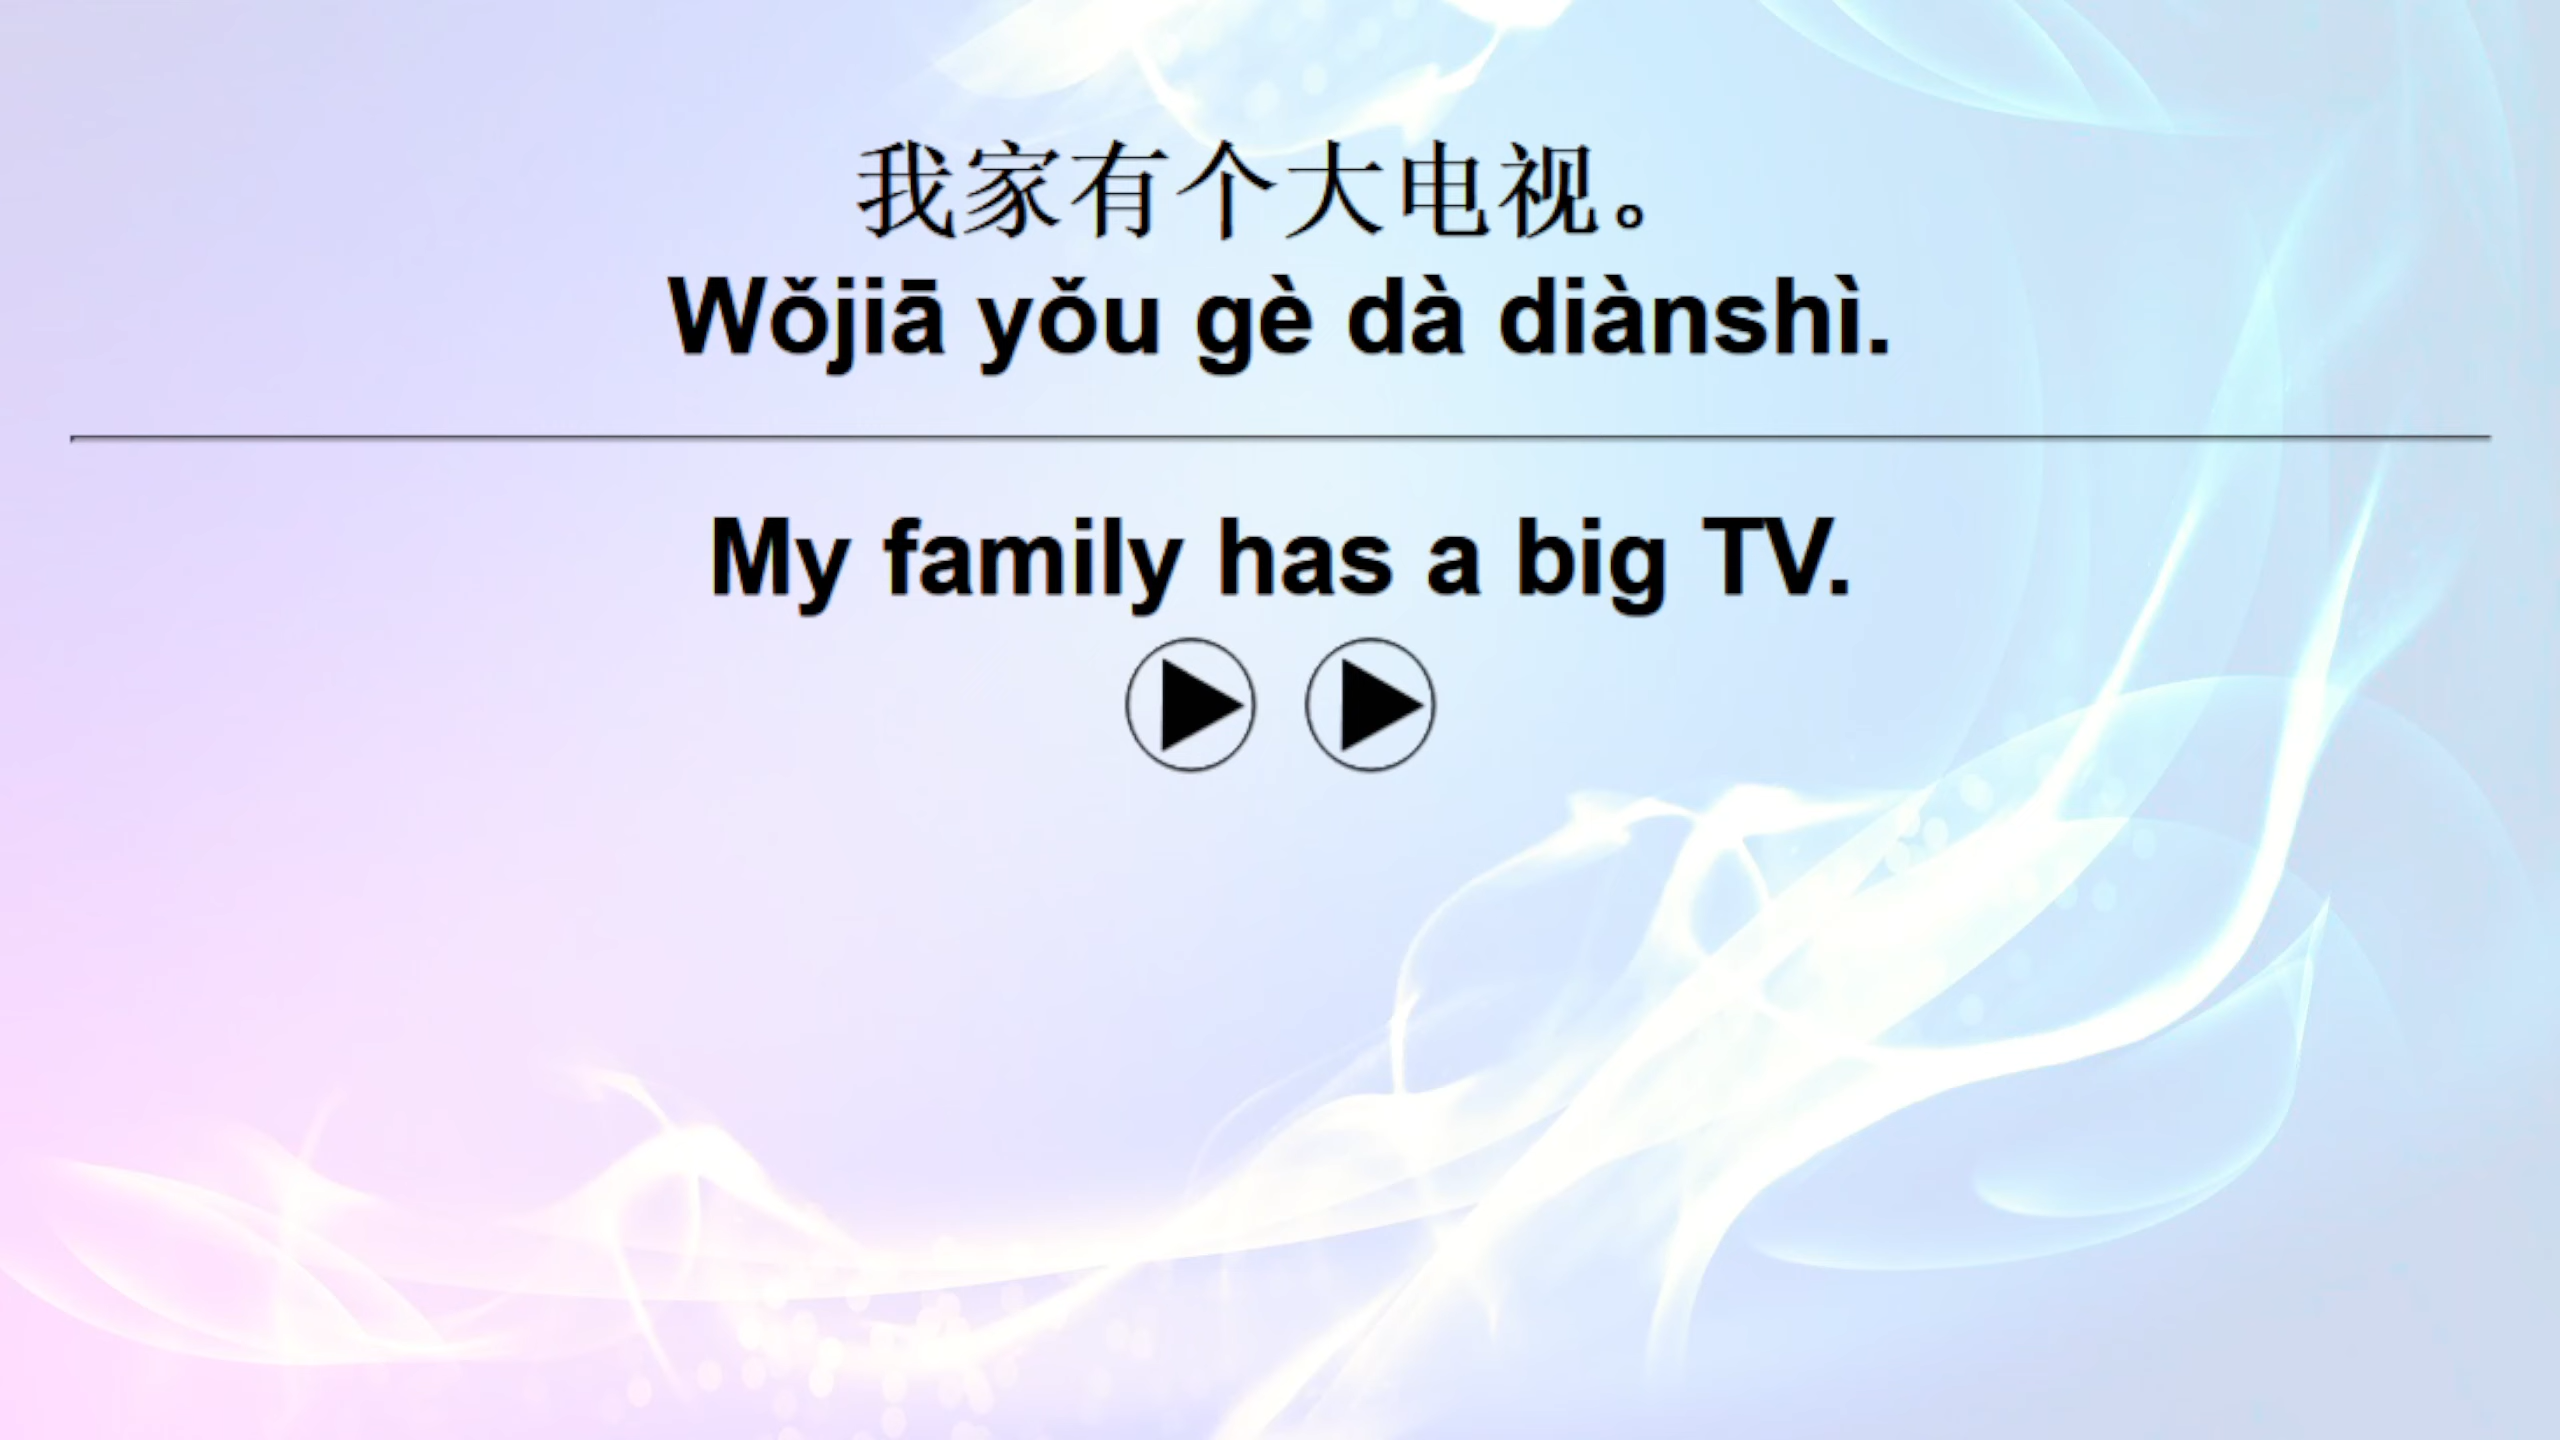 我家有个大电视。
Wǒjiā yǒu gè dà diànshì.
My family has a big TV.